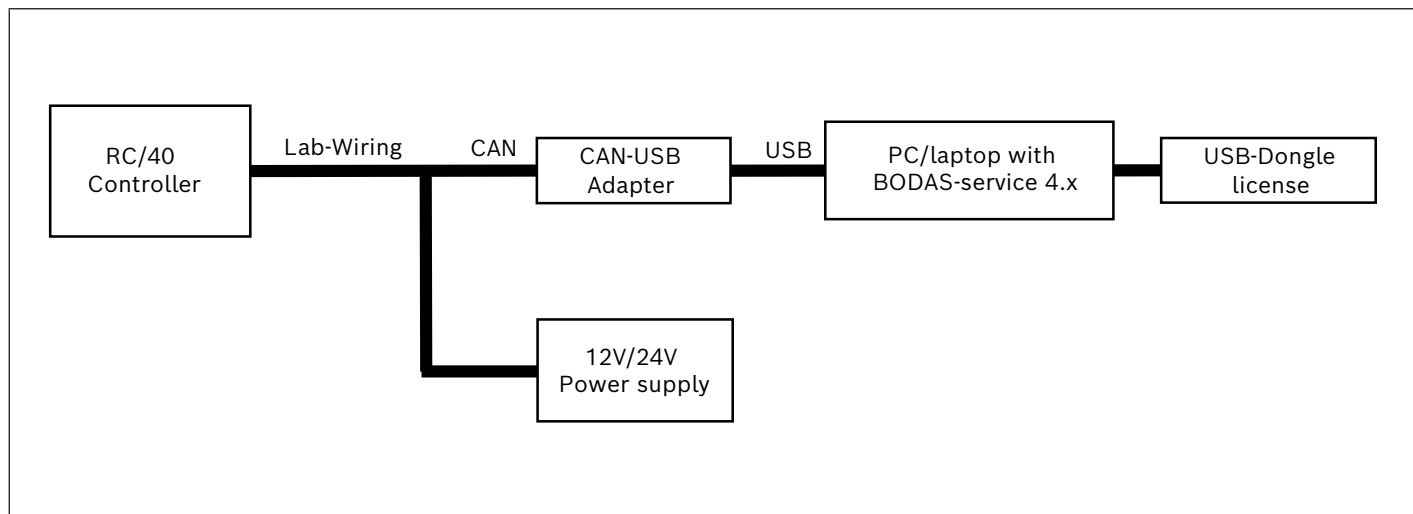 RC/40
Controller
Lab-Wiring
CAN
CAN-USB
Adapter
USB
PC/laptop with
BODAS-service 4.x
USB-Dongle
license
12V/24V
Power supply